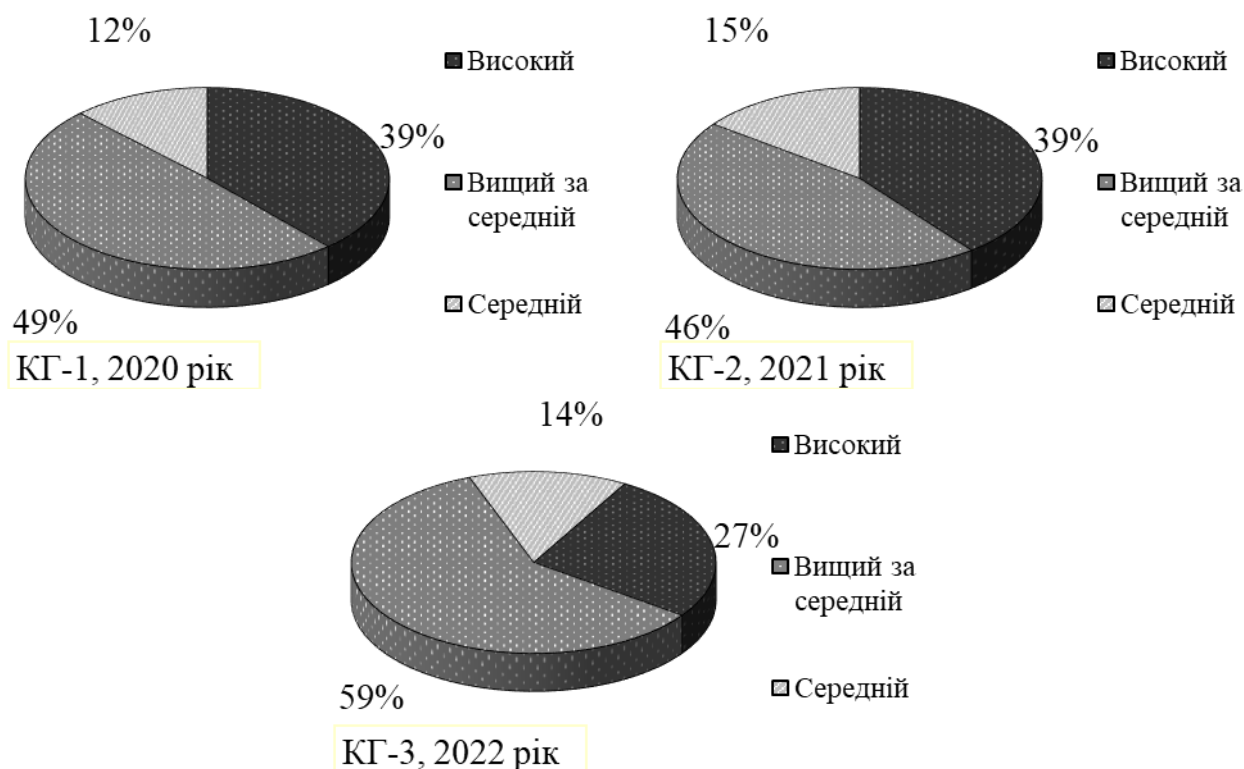 12%
Високий
39%
Вищий за
середній
Середній
49%
КГ-1, 2020 рік
15%
Високий
39%
Вищий за
середній
Середній
46%
КГ-2, 2021 рік
14%
Високий
27%
Вищий за
середній
Середній
59%
КГ-3, 2022 рік